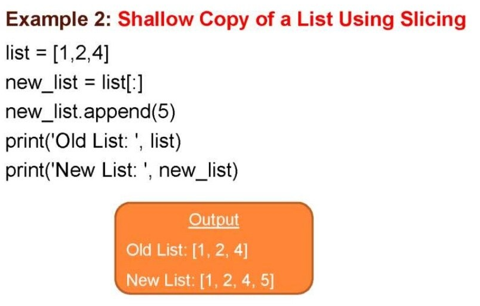 Example 2: Shallow Copy of a List Using Slicing
list = [1,2,4]
new_list = list[:]
new_list.append(5)
print('Old List: ', list)
print('New List: ', new_list)
Output
Old List: [1, 2, 4]
New List: [1, 2, 4, 5]